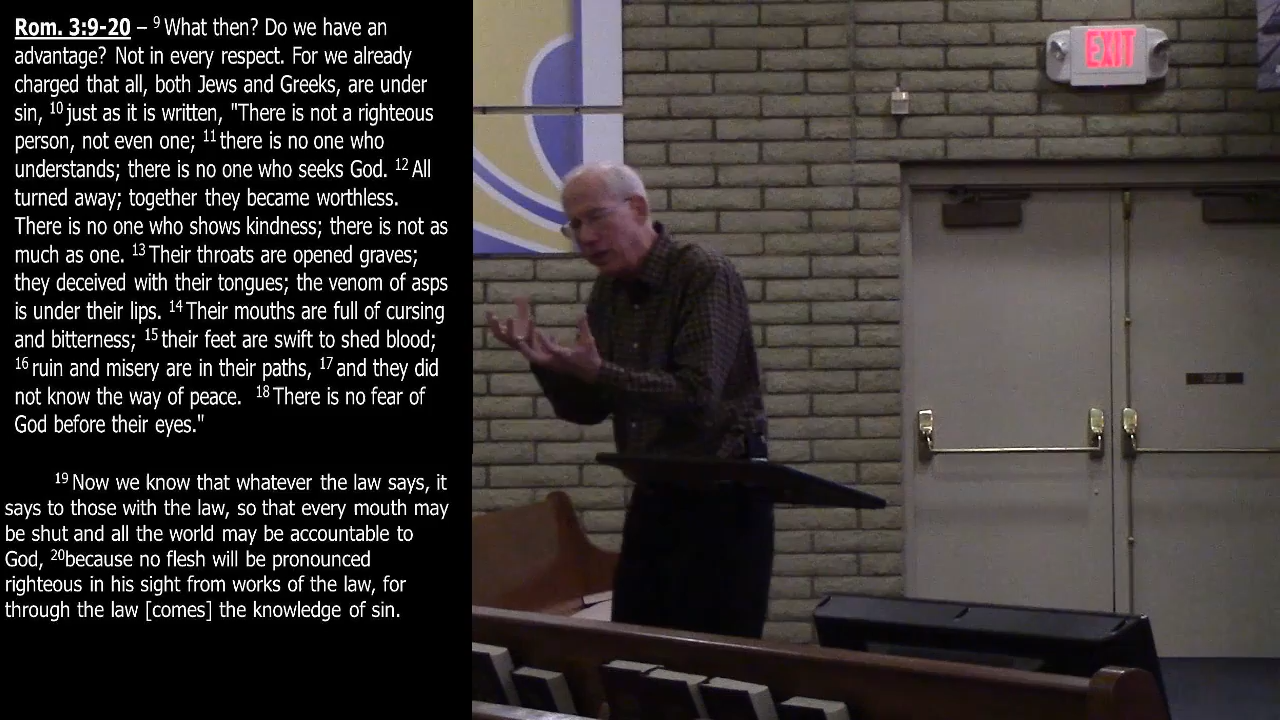 Rom. 3:9-20 – 9 What then? Do we have an
advantage? Not in every respect. For we already
charged that all, both Jews and Greeks, are under
sin, 10 just as it is written, "There is not a righteous
person, not even one; 11 there is no one who
understands; there is no one who seeks God. 12 All
turned away; together they became worthless.
There is no one who shows kindness; there is not as
much as one. 13 Their throats are opened graves;
they deceived with their tongues; the venom of asps
is under their lips. 14 Their mouths are full of cursing
and bitterness; 15 their feet are swift to shed blood;
16 ruin and misery are in their paths, 17 and they did
not know the way of peace. 18 There is no fear of
God before their eyes."
19 Now we know that whatever the law says, it
says to those with the law, so that every mouth may
be shut and all the world may be accountable to
God, 20because no flesh will be pronounced
righteous in his sight from works of the law, for
through the law [comes] the knowledge of sin.
EXIT